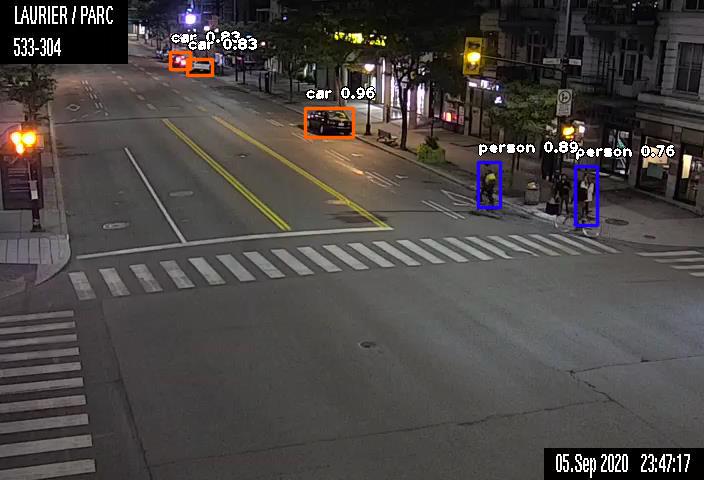 LAURIER / PARC
533-304
car 0.83
car 0.83
car 0.96
person 0.89
person 0.76
P
05.Sep 2020 23:47:17